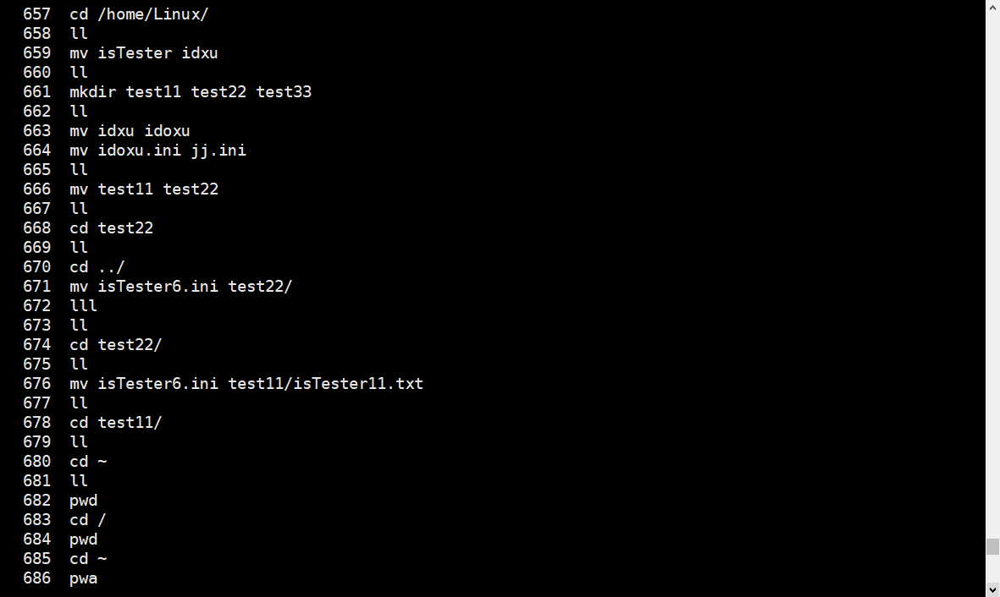 657 cd /home/Linux/
658 ll
659 mv isTester idxu
660 ll
661 mkdir test11 test22 test33
662 ll
663 mv idxu idoxu
664 mv idoxu.ini jj.ini
665 ll
666 mv test11 test22
667 ll
668 cd test22
669 ll
670 cd ../
671 mv isTester6.ini test22/
672 lll
673 ll
674 cd test22/
675 ll
676 mv isTester6.ini test11/isTester11.txt
677 ll
678 cd test11/
679 ll
680 cd ~
681 ll
682 pwd
683 cd /
684 pwd
685 cd ~
686 pwa